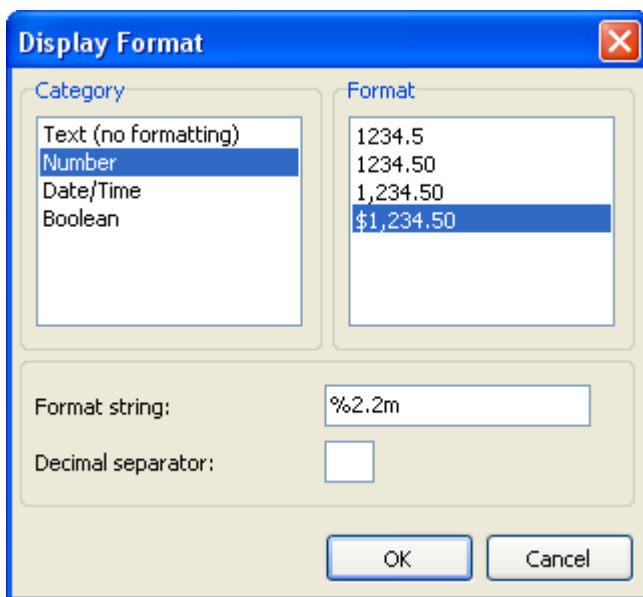 Display Format
Category
Text (no formatting)
Number
Date/Time
Boolean
Format
1234.5
1234.50
1,234.50
$1,234.50
Format string:
%2.2m
Decimal separator:
OK
Cancel